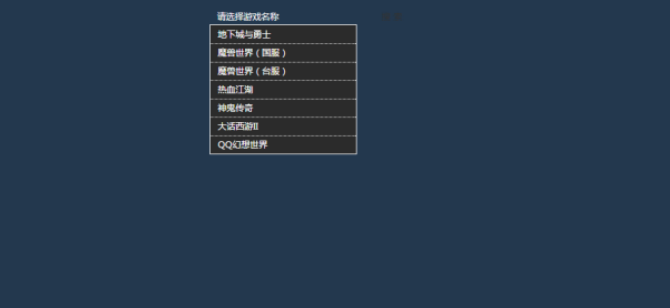 请选择游戏名称
地下城与勇士
魔兽世界（国服）
魔兽世界（台服）
热血江湖
神鬼传奇
大话西游II
QQ幻想世界